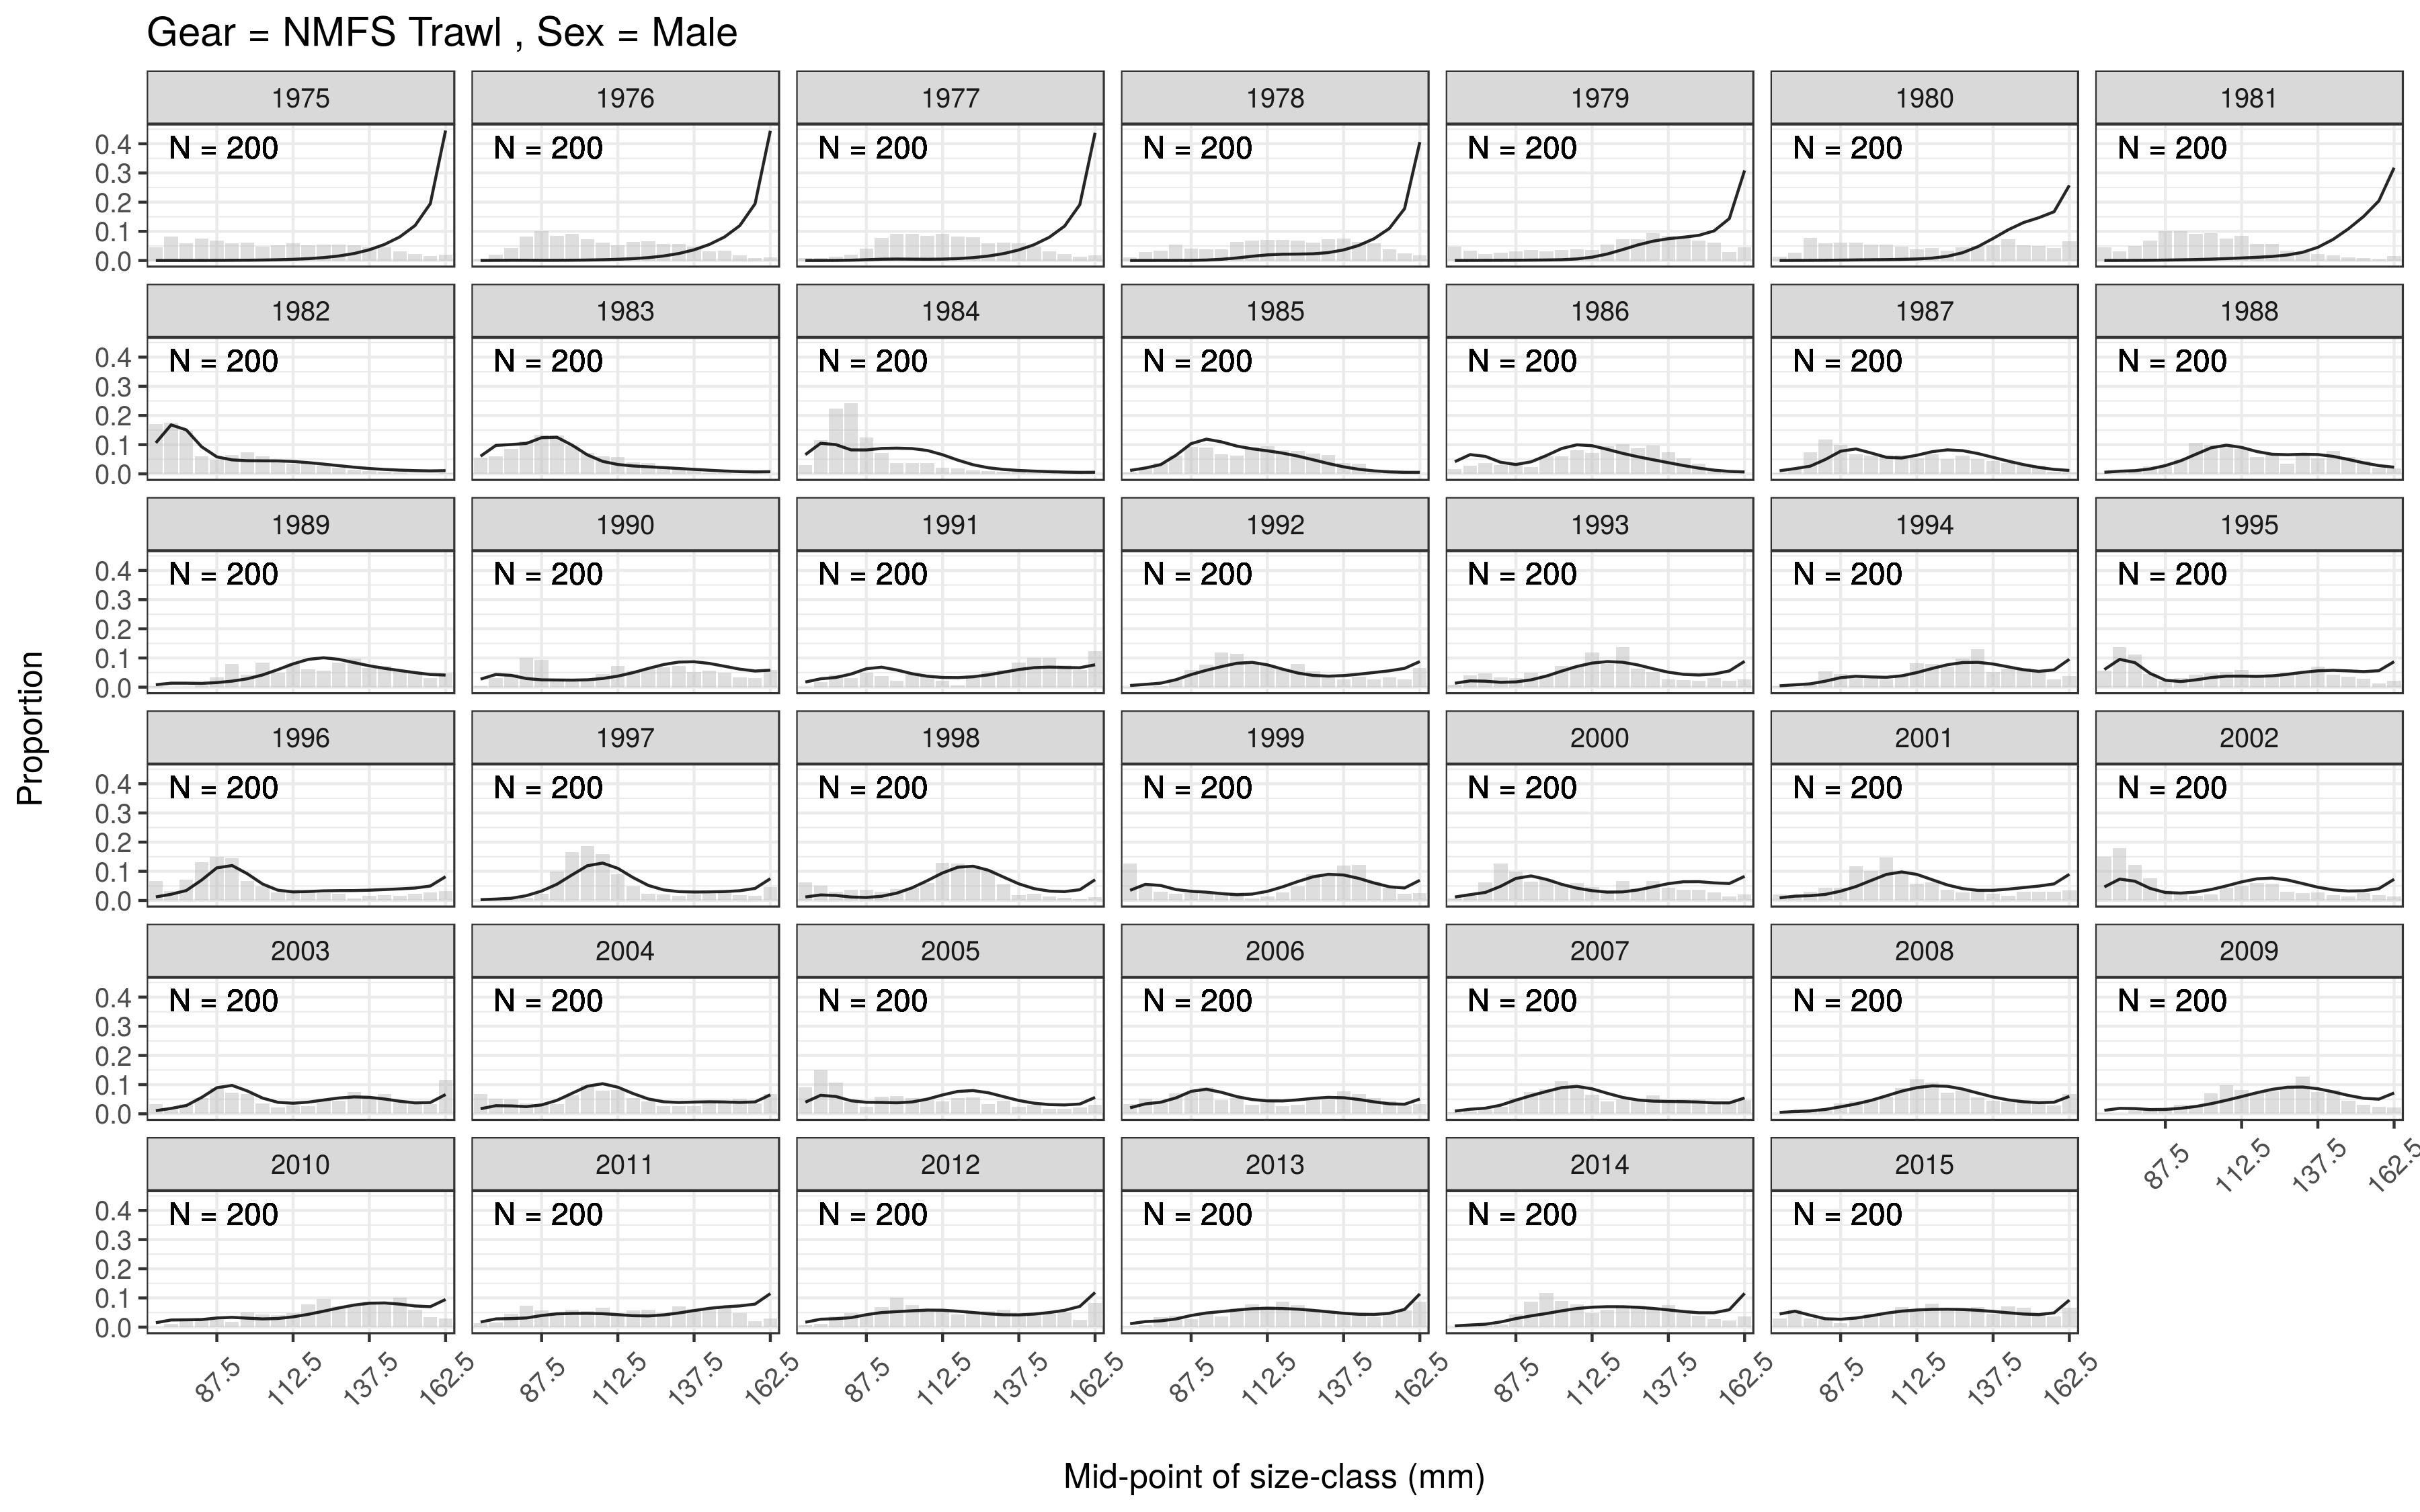 Gear = NMFS Trawl , Sex = Male
1975 1976 1977 1978 1979 1980 1981
N = 200 N = 200 N = 200 N = 200 N = 200 N = 200 N = 200
0.4
0.3
0.2
0.1
0.0
1982 1983 1984 1985 1986 1987 1988
N = 200 N = 200 N = 200 N = 200 N = 200 N = 200 N = 200
0.4
0.3
0.2
0.1
0.0
1989 1990 1991 1992 1993 1994 1995
N = 200 N = 200 N = 200 N = 200 N = 200 N = 200 N = 200
0.4
0.3
0.2
0.1
0.0
Proportion
1996 1997 1998 1999 2000 2001 2002
N = 200 N = 200 N = 200 N = 200 N = 200 N = 200 N = 200
0.4
0.3
0.2
0.1
0.0
2003 2004 2005 2006 2007 2008 2009
N = 200 N = 200 N = 200 N = 200 N = 200 N = 200 N = 200
0.4
0.3
0.2
0.1
0.0
87.5 112.5 137.5 162.5
2010 2011 2012 2013 2014 2015
N = 200 N = 200 N = 200 N = 200 N = 200 N = 200
0.4
0.3
0.2
0.1
0.0
87.5 112.5 137.5 162.5 87.5 112.5 137.5 162.5 87.5 112.5 137.5 162.5 87.5 112.5 137.5 162.5 87.5 112.5 137.5 162.5 87.5 112.5 137.5 162.5
Mid-point of size-class (mm)